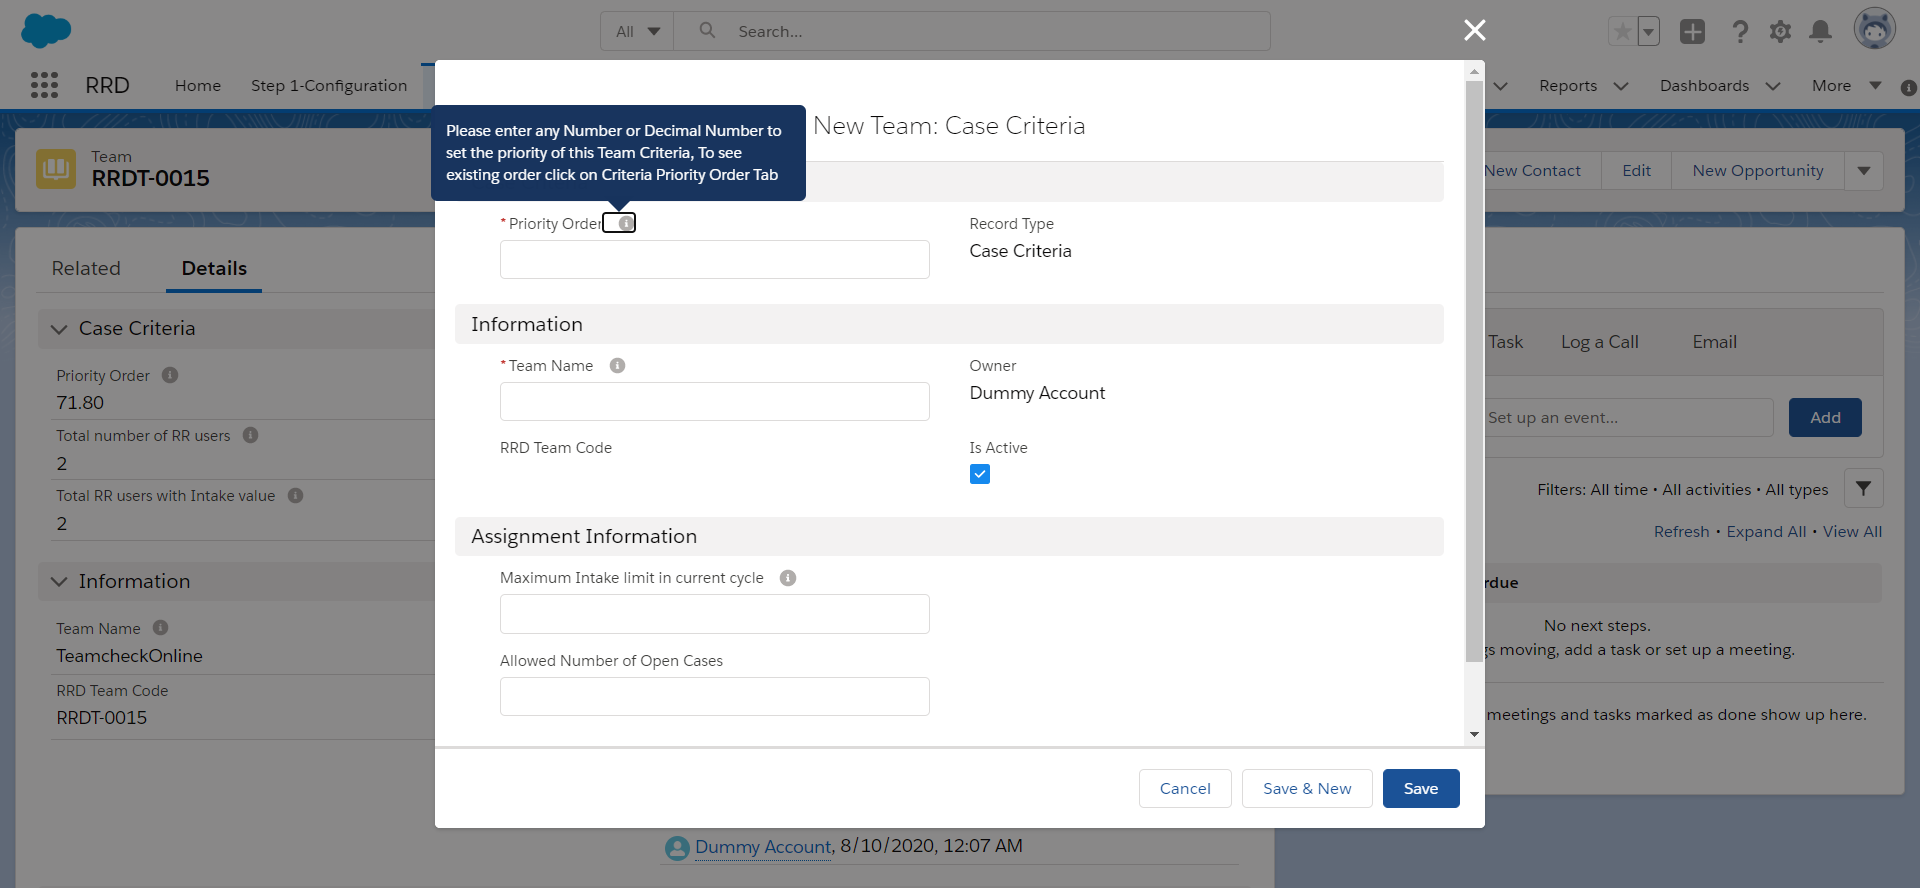 All
Search...
RRD
Home
Step 1-Configuration
Reports
Dashboards
More
Please enter any Number or Decimal Number to
set the priority of this Team Criteria, To see
existing order click on Criteria Priority Order Tab
New Team: Case Criteria
Team
RRDT-0015
New Contact
Edit
New Opportunity
* Priority Order
Record Type
Case Criteria
Related
Details
Case Criteria
Priority Order
71.80
Total number of RR users
2
Total RR users with Intake value
2
Information
Team Name
TeamcheckOnline
RRD Team Code
RRDT-0015
Information
* Team Name
Owner
Dummy Account
RRD Team Code
Is Active
Assignment Information
Maximum Intake limit in current cycle
Allowed Number of Open Cases
Cancel
Save & New
Save
Task
Log a Call
Email
Set up an event...
Add
Filters: All time • All activities • All types
Refresh • Expand All • View All
No next steps.
moving, add a task or set up a meeting.
meetings and tasks marked as done show up here.
Dummy Account, 8/10/2020, 12:07 AM